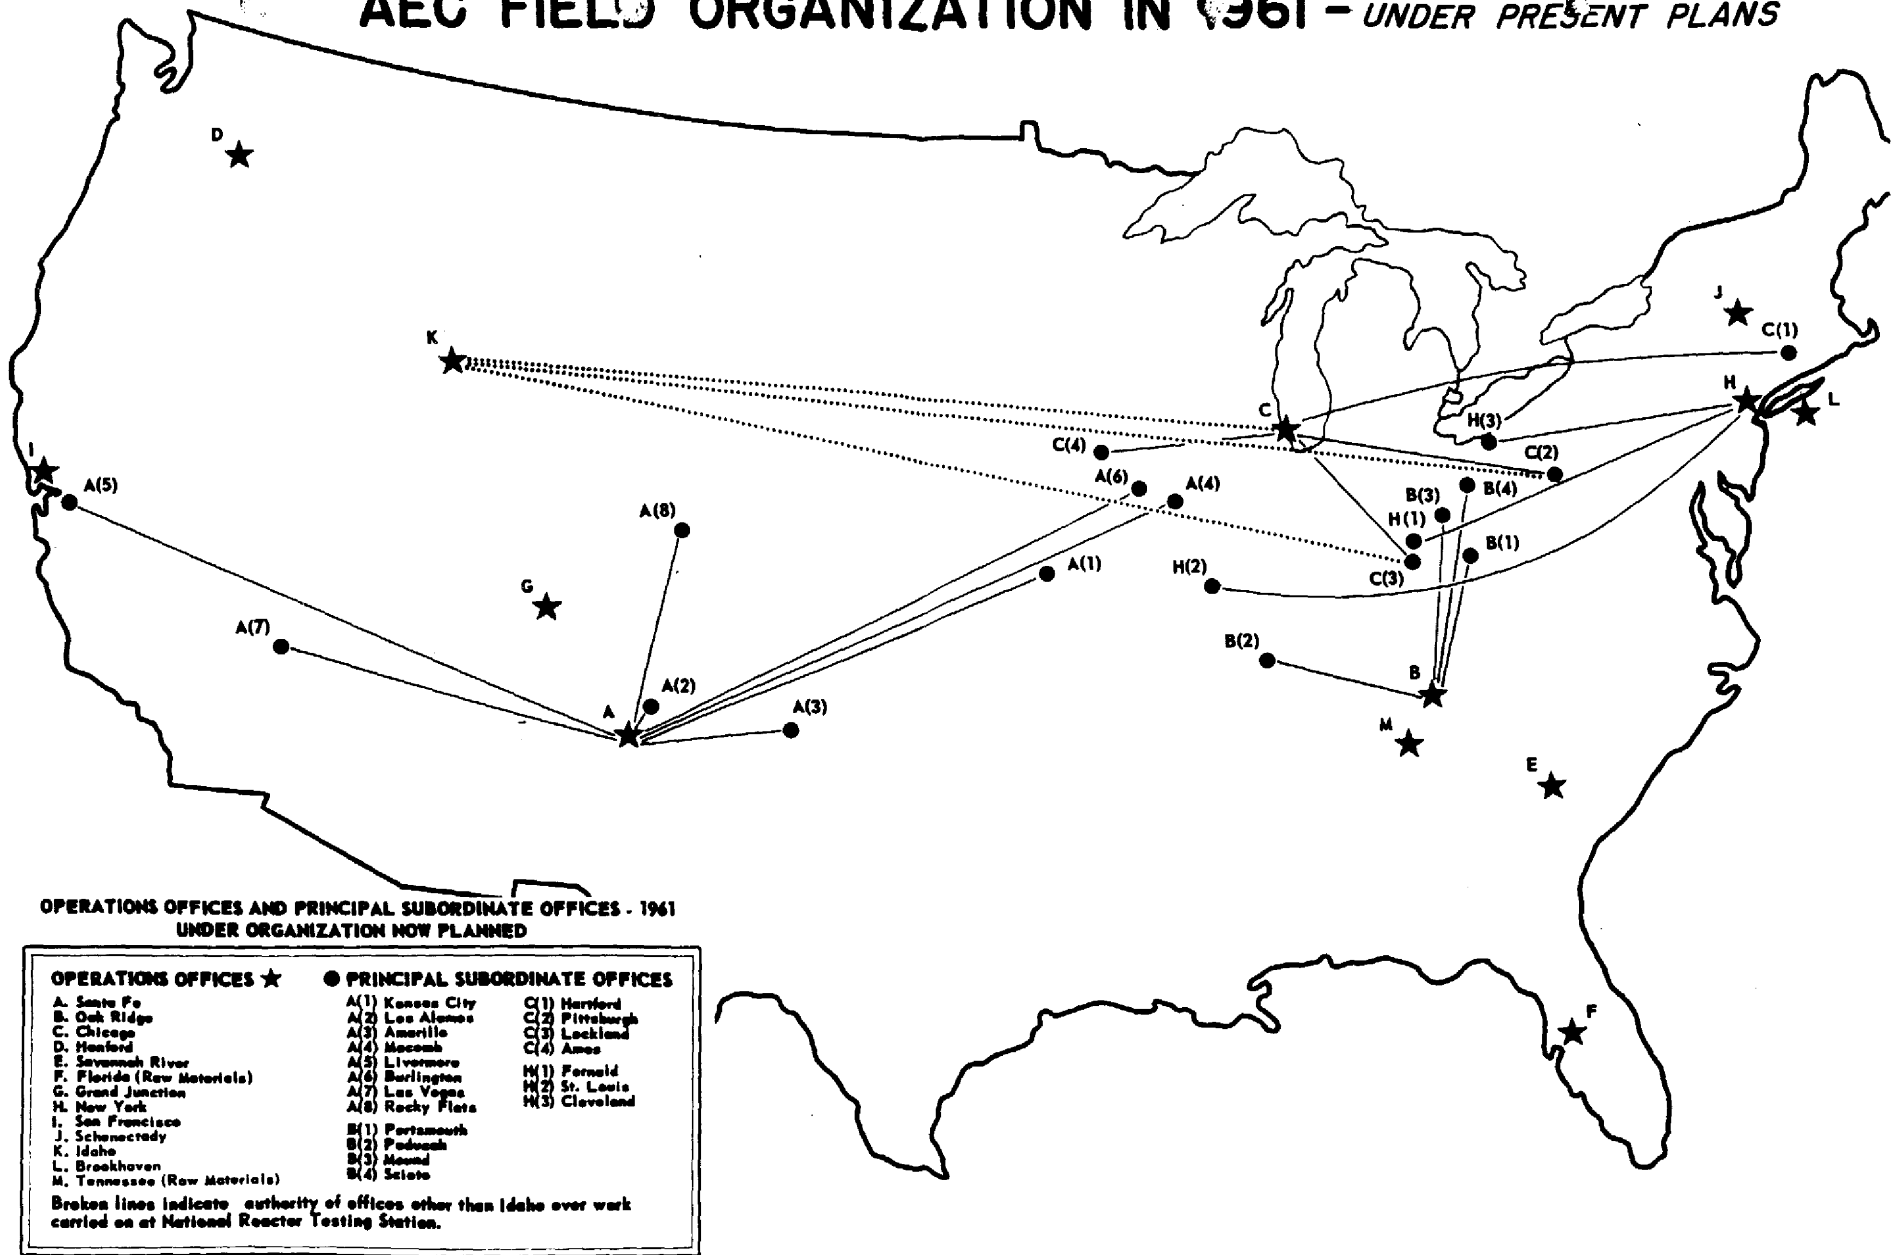 AEC FIELD ORGANIZATION IN 1961 - UNDER PRESENT PLANS
D
J
C(1)
K
H
L
C
H(3)
C(4)
C(2)
I
A(5)
A(6)
A(4)
B(3)
B(4)
A(8)
H(1)
B(1)
A(1)
H(2)
C(3)
G
A(7)
B(2)
A(2)
B
A
A(3)
M
E
F
OPERATIONS OFFICES AND PRINCIPAL SUBORDINATE OFFICES - 1961
UNDER ORGANIZATION NOW PLANNED
OPERATIONS OFFICES ★
A. Santa Fe
B. Oak Ridge
C. Chicago
D. Hanford
E. Savannah River
F. Florida (Raw Materials)
G. Grand Junction
H. New York
I. San Francisco
J. Schenectady
K. Idaho
L. Brookhaven
M. Tennessee (Raw Materials)
● PRINCIPAL SUBORDINATE OFFICES
A(1) Kansas City
A(2) Los Alamos
A(3) Amarillo
A(4) Macomb
A(5) Livermore
A(6) Burlington
A(7) Las Vegas
A(8) Rocky Flats
B(1) Portsmouth
B(2) Paducah
B(3) Mound
B(4) Scioto
C(1) Hartford
C(2) Pittsburgh
C(3) Lockland
C(4) Ames
H(1) Fernald
H(2) St. Louis
H(3) Cleveland
Broken lines indicate authority of offices other than Idaho over work
carried on at National Reactor Testing Station.